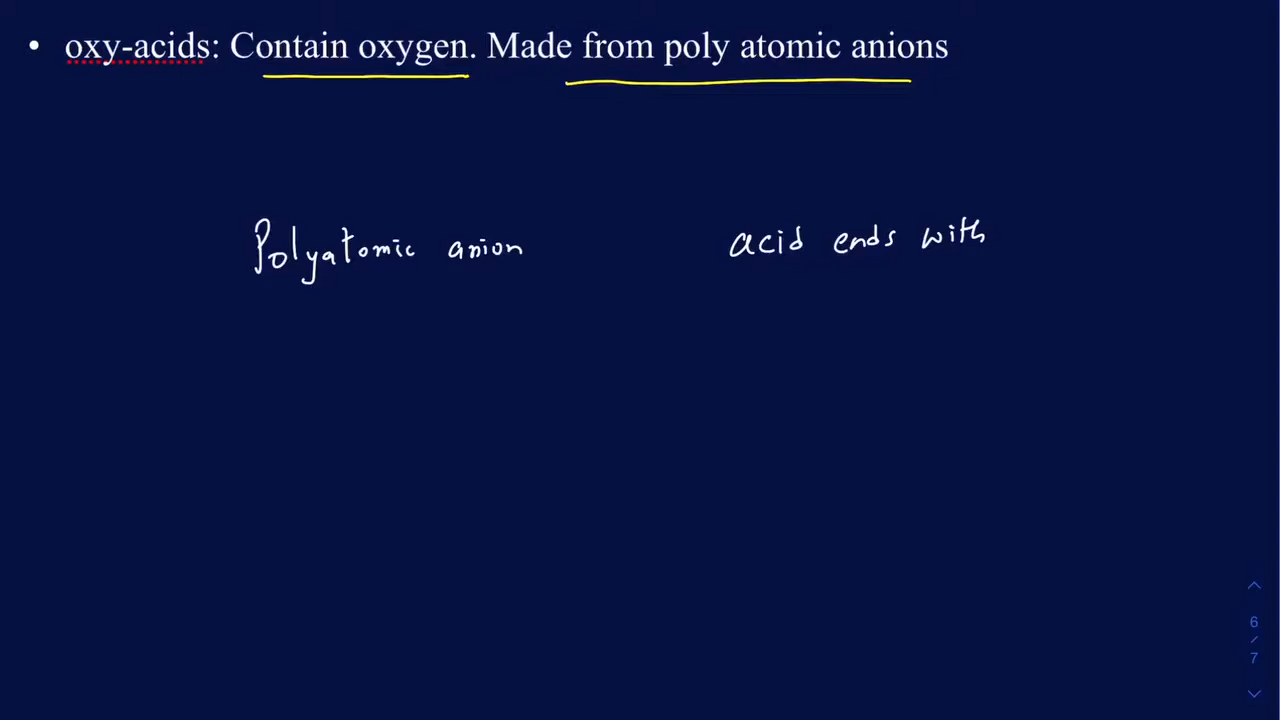 • oxy-acids: Contain oxygen. Made from poly atomic anions
Polyatomic anion acid ends with
6
/
7